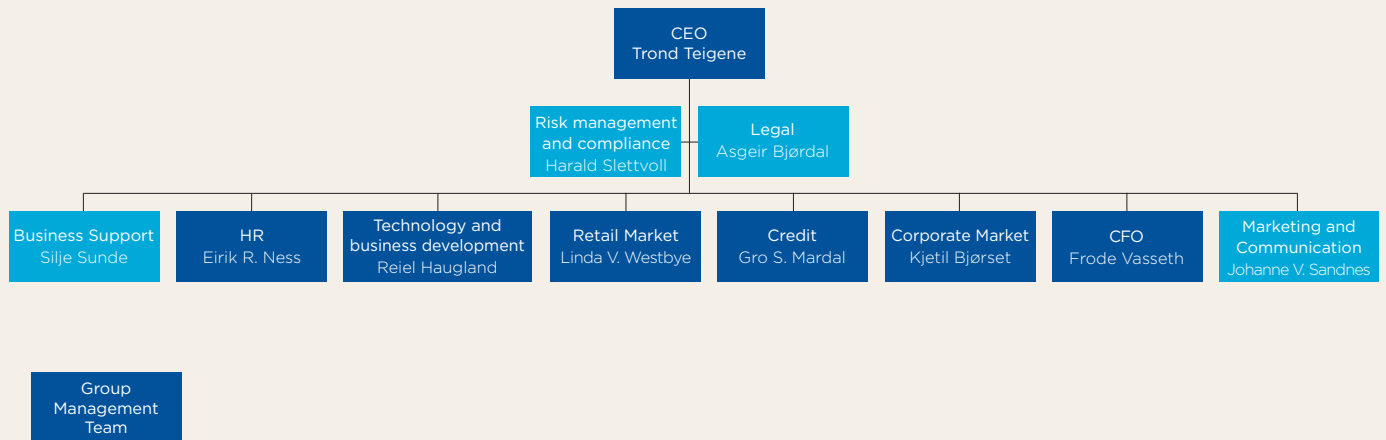 CEO
Trond Teigene
Risk management
and compliance
Harald Slettvoll
Legal
Asgeir Bjørdal
Business Support
Silje Sunde
HR
Eirik R. Ness
Technology and
business development
Reiel Haugland
Retail Market
Linda V. Westbye
Credit
Gro S. Mardal
Corporate Market
Kjetil Bjørset
CFO
Frode Vasseth
Marketing and
Communication
Johanne V. Sandnes
Group
Management
Team